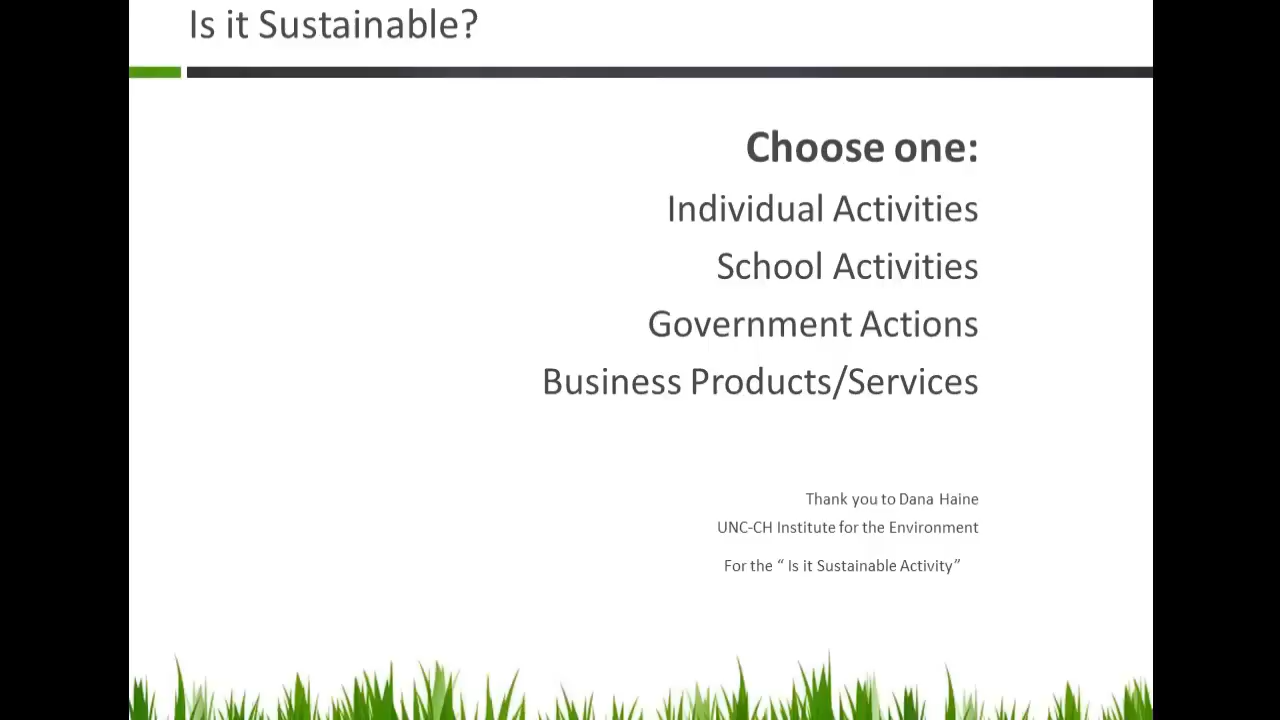 Is it Sustainable?
Choose one:
Individual Activities
School Activities
Government Actions
Business Products/Services
Thank you to Dana Haine
UNC-CH Institute for the Environment
For the “ Is it Sustainable Activity”